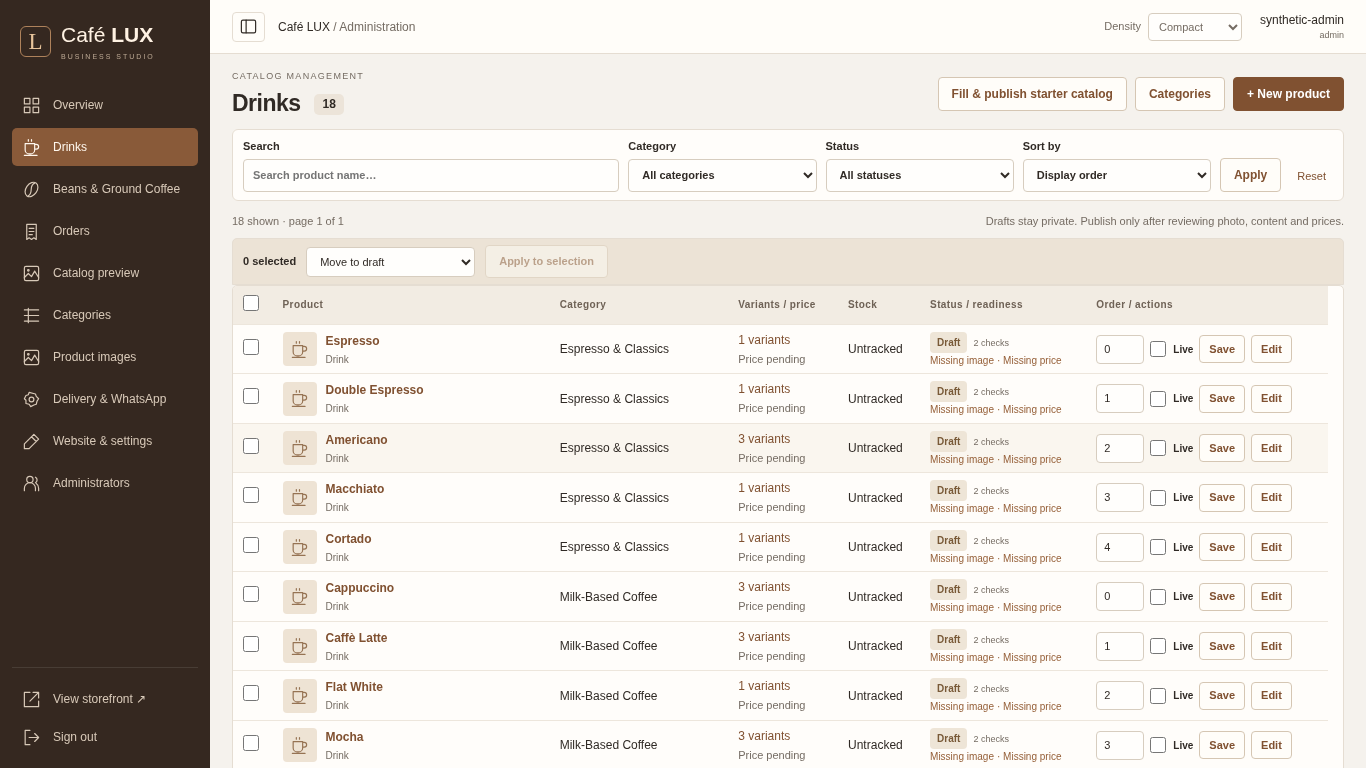 L
Café LUX
BUSINESS STUDIO
Overview
Drinks
Beans & Ground Coffee
Orders
Catalog preview
Categories
Product images
Delivery & WhatsApp
Website & settings
Administrators
View storefront ↗
Sign out
Café LUX / Administration
Density Compact
synthetic-admin
admin
CATALOG MANAGEMENT
Drinks 18
Fill & publish starter catalog Categories + New product
Search Category Status Sort by
Search product name… All categories All statuses Display order Apply Reset
18 shown · page 1 of 1 Drafts stay private. Publish only after reviewing photo, content and prices.
0 selected Move to draft Apply to selection
Product Category Variants / price Stock Status / readiness Order / actions
Espresso 1 variants Draft 2 checks
Espresso & Classics Untracked 0 Live Save Edit
Drink Price pending Missing image · Missing price
Double Espresso 1 variants Draft 2 checks
Espresso & Classics Untracked 1 Live Save Edit
Drink Price pending Missing image · Missing price
Americano 3 variants Draft 2 checks
Espresso & Classics Untracked 2 Live Save Edit
Drink Price pending Missing image · Missing price
Macchiato 1 variants Draft 2 checks
Espresso & Classics Untracked 3 Live Save Edit
Drink Price pending Missing image · Missing price
Cortado 1 variants Draft 2 checks
Espresso & Classics Untracked 4 Live Save Edit
Drink Price pending Missing image · Missing price
Cappuccino 3 variants Draft 2 checks
Milk-Based Coffee Untracked 0 Live Save Edit
Drink Price pending Missing image · Missing price
Caffè Latte 3 variants Draft 2 checks
Milk-Based Coffee Untracked 1 Live Save Edit
Drink Price pending Missing image · Missing price
Flat White 1 variants Draft 2 checks
Milk-Based Coffee Untracked 2 Live Save Edit
Drink Price pending Missing image · Missing price
Mocha 3 variants Draft 2 checks
Milk-Based Coffee Untracked 3 Live Save Edit
Drink Price pending Missing image · Missing price